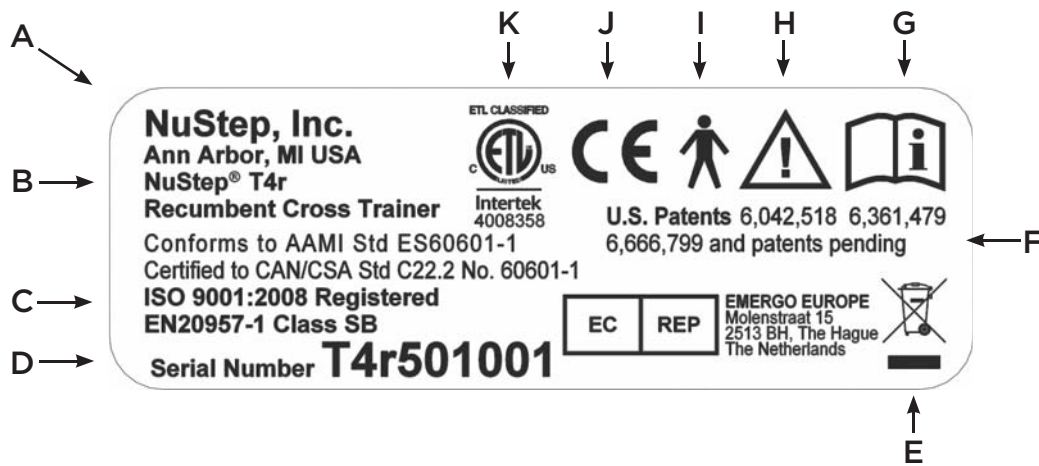 A
K
J
I
H
G
NuStep, Inc.
Ann Arbor, MI USA
B
NuStep® T4r
Recumbent Cross Trainer
ETL CLASSIFIED
C ETL US
LISTED
Intertek
4008358
CE
i
U.S. Patents 6,042,518 6,361,479
6,666,799 and patents pending
F
Conforms to AAMI Std ES60601-1
Certified to CAN/CSA Std C22.2 No. 60601-1
C
ISO 9001:2008 Registered
EN20957-1 Class SB
D
Serial Number T4r501001
EC REP
EMERGO EUROPE
Molenstraat 15
2513 BH, The Hague
The Netherlands
E